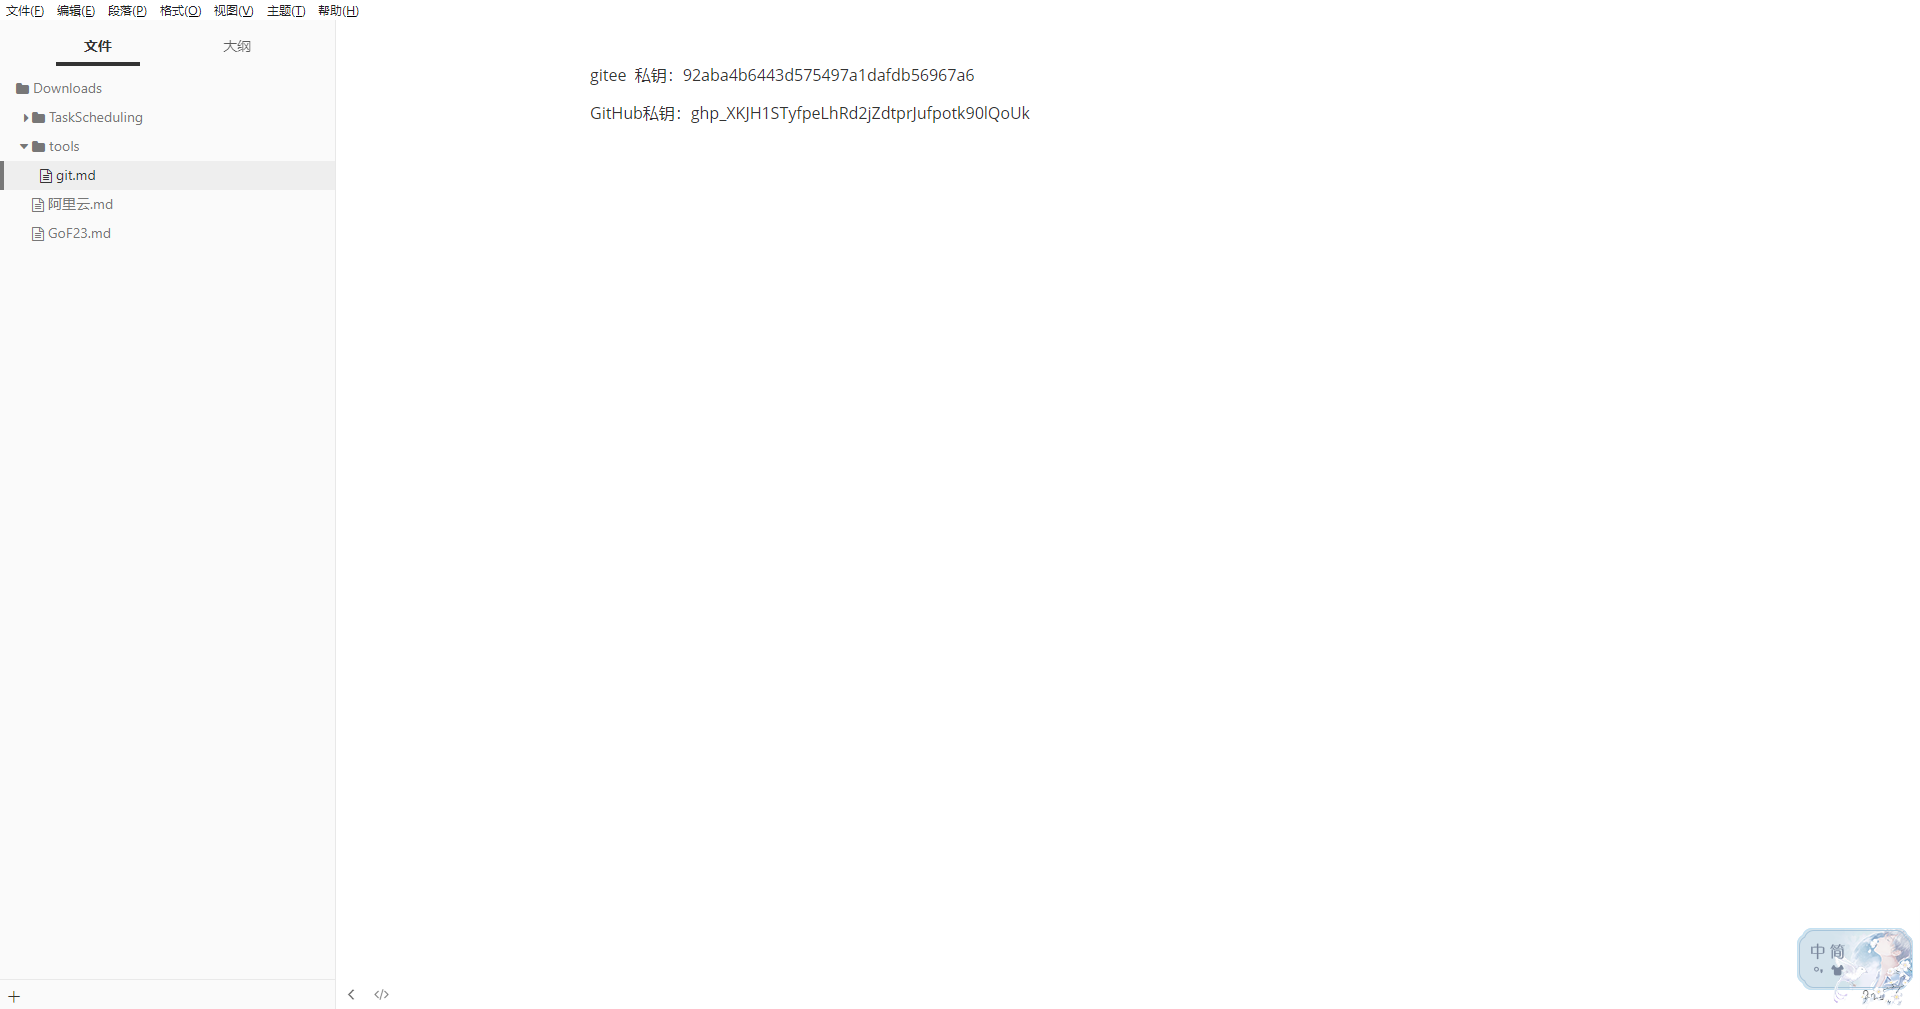 文件(F) 编辑(E) 段落(P) 格式(O) 视图(V) 主题(T) 帮助(H)
文件 大纲
Downloads
TaskScheduling
tools
git.md
阿里云.md
GoF23.md
gitee 私钥：92aba4b6443d575497a1dafdb56967a6
GitHub私钥：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
中 简